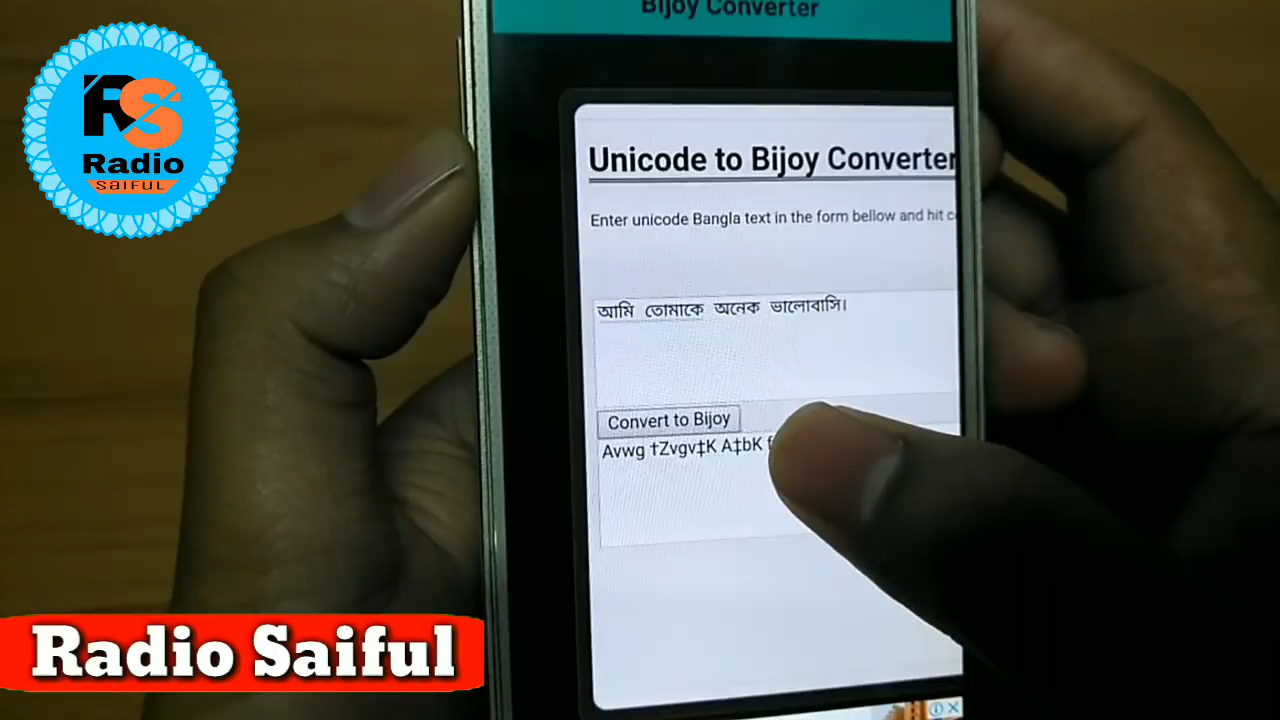 Bijoy Converter
RS
Radio
SAIFUL
Unicode to Bijoy Converter
Enter unicode Bangla text in the form bellow and hit
আমি তোমাকে অনেক ভালোবাসি।
Convert to Bijoy
Avwg †Zvgv‡K A‡bK
Radio Saiful